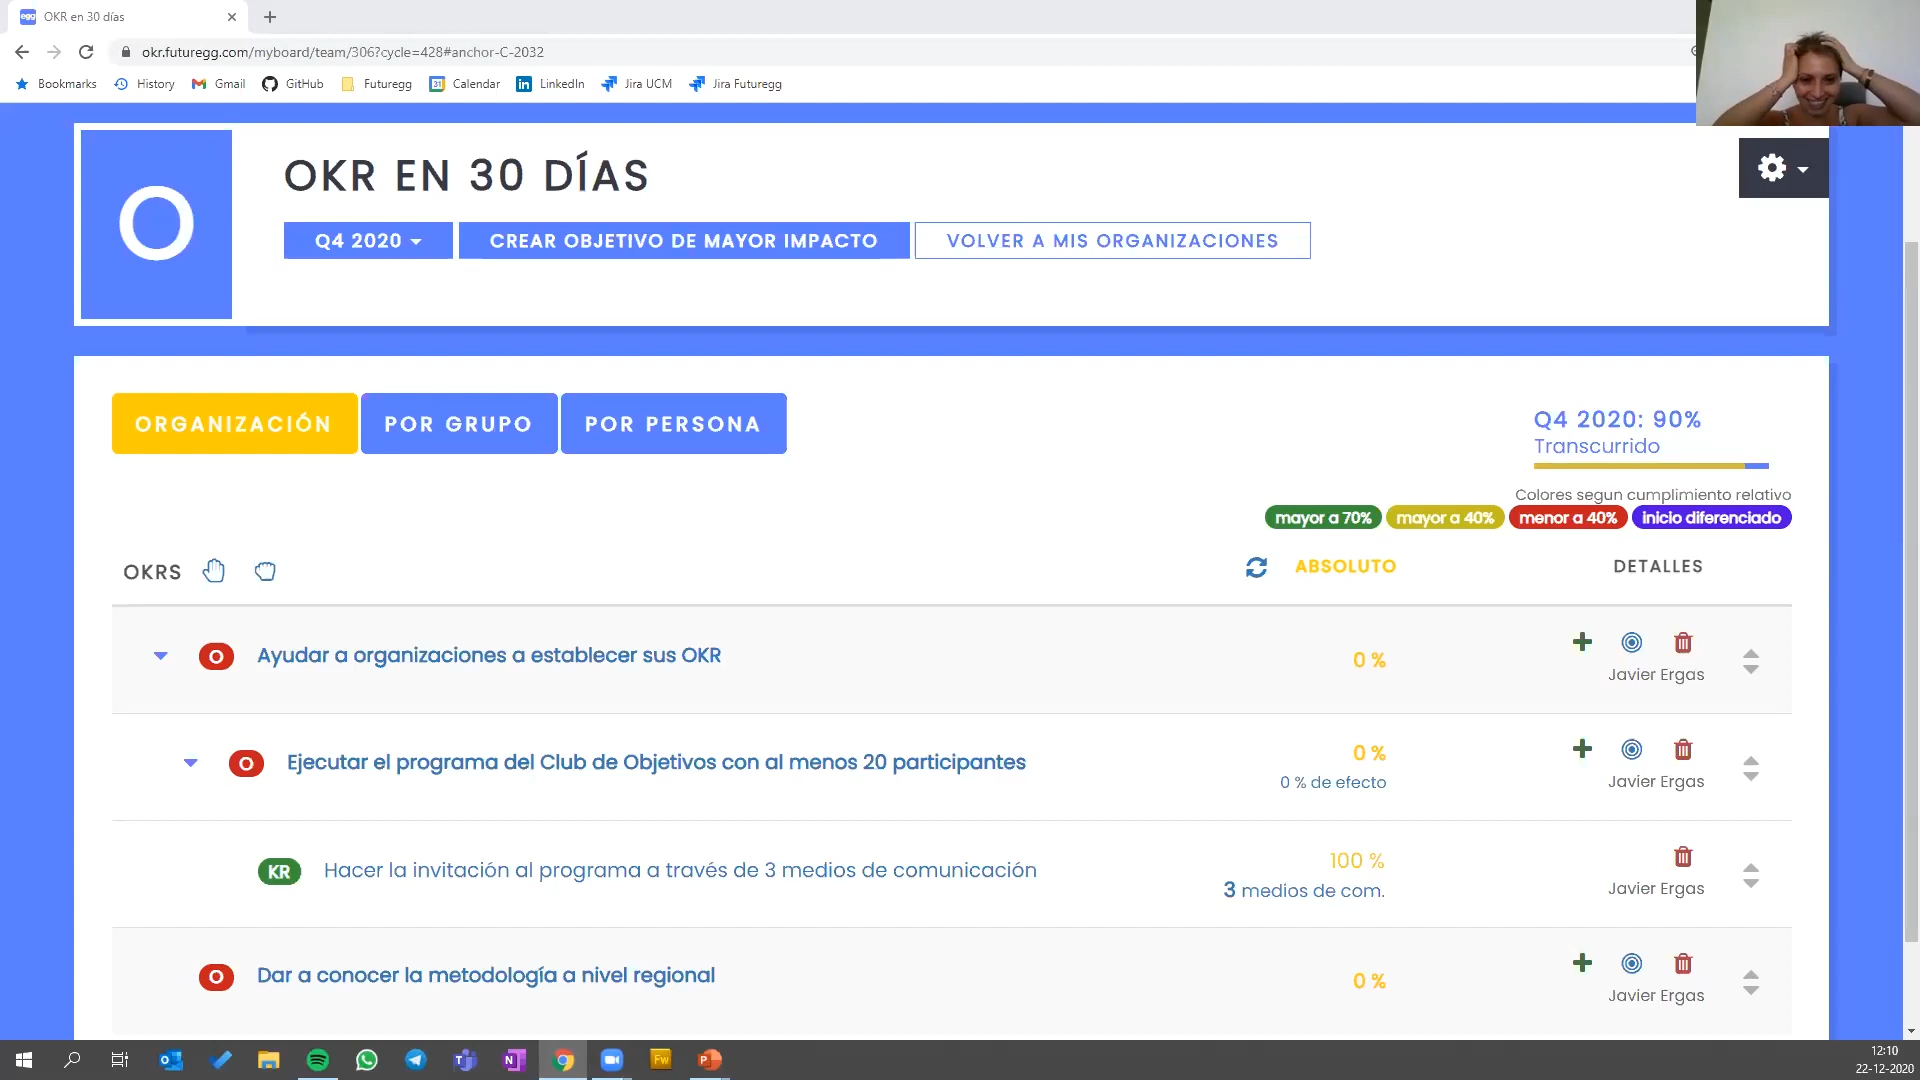 egg OKR en 30 días
okr.futuregg.com/myboard/team/306?cycle=428#anchor-C-2032
Bookmarks History Gmail GitHub Futuregg 31 Calendar in LinkedIn Jira UCM Jira Futuregg
O
OKR EN 30 DÍAS
Q4 2020 CREAR OBJETIVO DE MAYOR IMPACTO VOLVER A MIS ORGANIZACIONES
ORGANIZACIÓN POR GRUPO POR PERSONA
Q4 2020: 90%
Transcurrido
Colores segun cumplimiento relativo
mayor a 70% mayor a 40% menor a 40% inicio diferenciado
OKRS ABSOLUTO DETALLES
O Ayudar a organizaciones a establecer sus OKR 0 %
Javier Ergas
O Ejecutar el programa del Club de Objetivos con al menos 20 participantes 0 %
0 % de efecto Javier Ergas
KR Hacer la invitación al programa a través de 3 medios de comunicación 100 %
3 medios de com. Javier Ergas
O Dar a conocer la metodología a nivel regional 0 %
Javier Ergas
Fw
12:10
22-12-2020